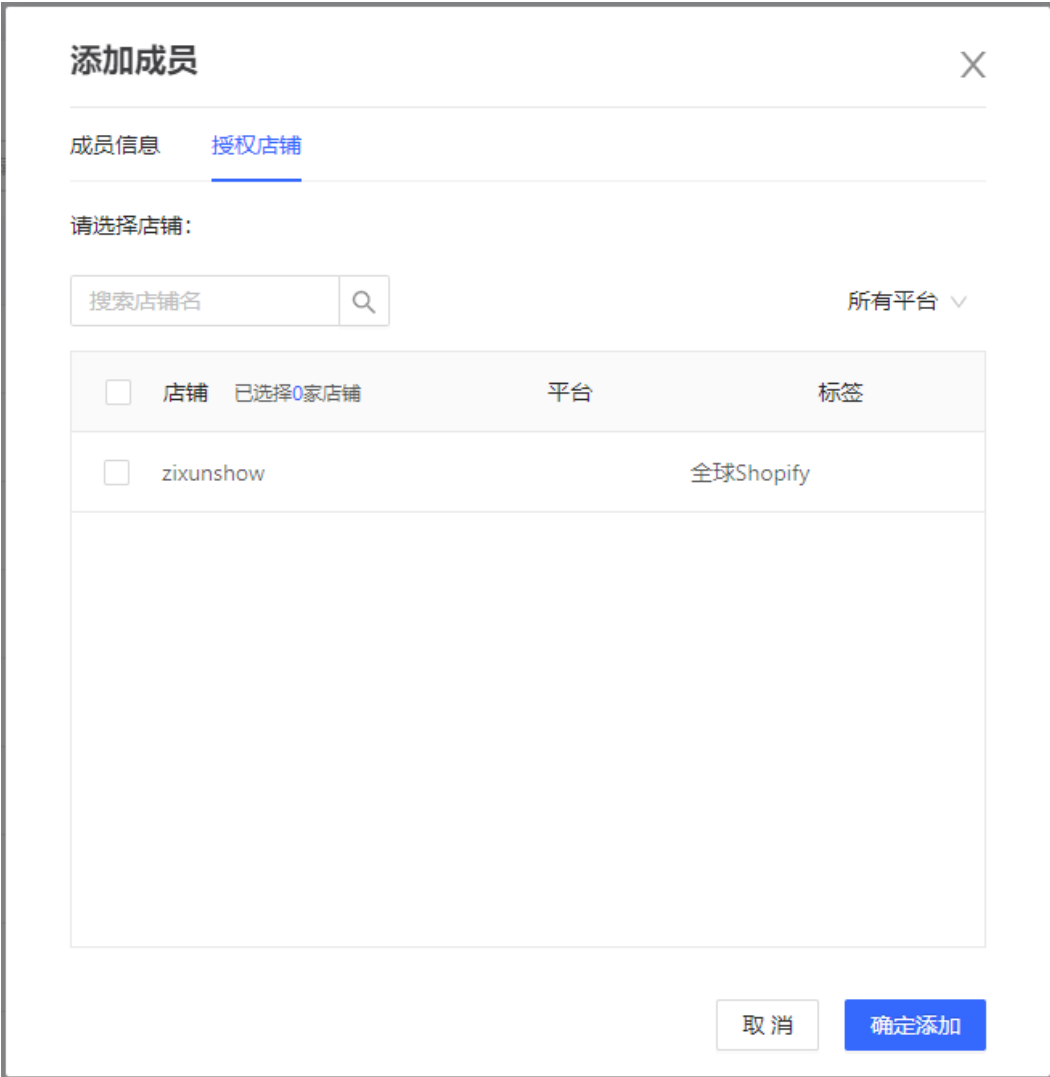 添加成员
成员信息 授权店铺
请选择店铺：
搜索店铺名 所有平台
店铺 已选择0家店铺 平台 标签
zixunshow 全球Shopify
取 消 确定添加